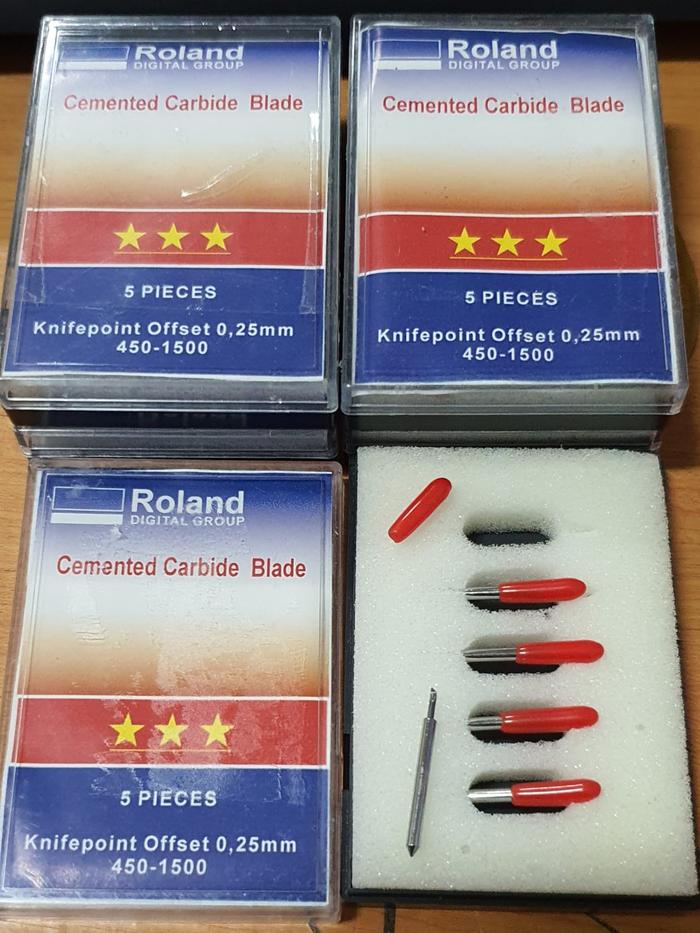 Roland
DIGITAL GROUP
Cemented Carbide Blade
5 PIECES
Knifepoint Offset 0,25mm
450-1500
Roland
DIGITAL GROUP
Cemented Carbide Blade
5 PIECES
Knifepoint Offset 0,25mm
450-1500
Roland
DIGITAL GROUP
Cemented Carbide Blade
5 PIECES
Knifepoint Offset 0,25mm
450-1500